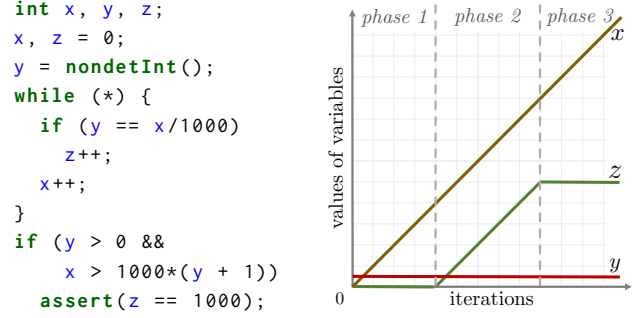 int x, y, z;
x, z = 0;
y = nondetInt();
while (*) {
  if (y == x/1000)
    z++;
  x++;
}
if (y > 0 &&
    x > 1000*(y + 1))
  assert(z == 1000);
phase 1
phase 2
phase 3
x
z
y
values of variables
0
iterations